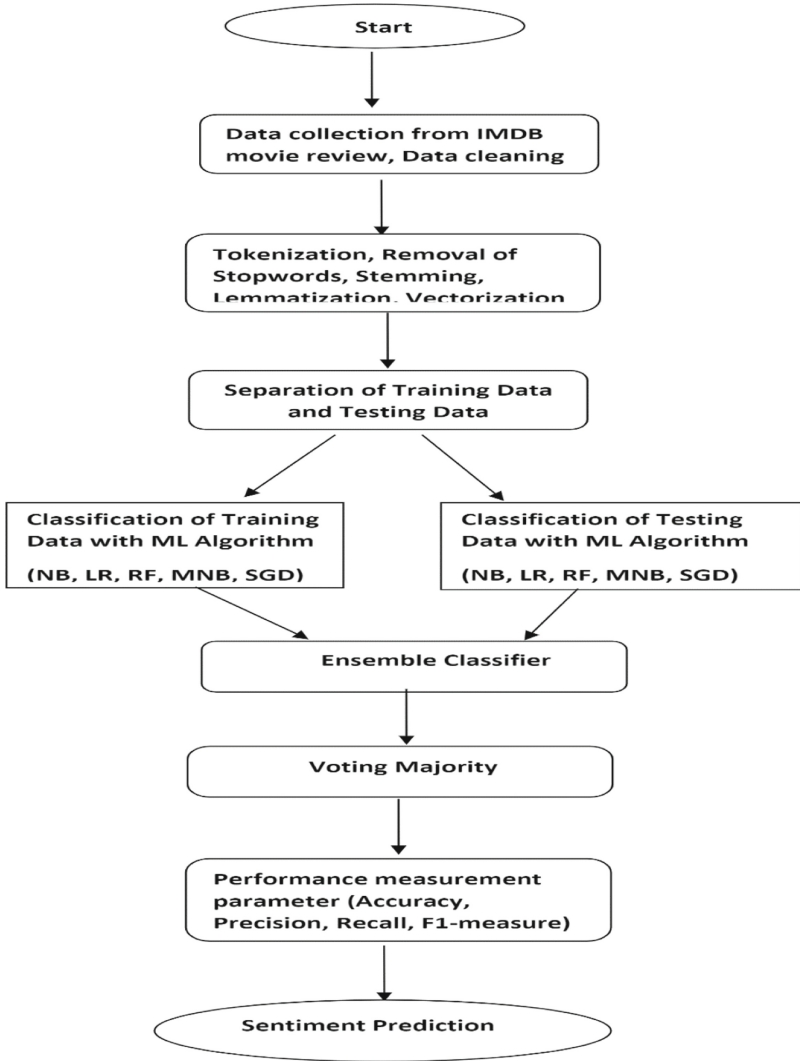 Start
Data collection from IMDB
movie review, Data cleaning
Tokenization, Removal of
Stopwords, Stemming,
Lemmatization, Vectorization
Separation of Training Data
and Testing Data
Classification of Training
Data with ML Algorithm
(NB, LR, RF, MNB, SGD)
Classification of Testing
Data with ML Algorithm
(NB, LR, RF, MNB, SGD)
Ensemble Classifier
Voting Majority
Performance measurement
parameter (Accuracy,
Precision, Recall, F1-measure)
Sentiment Prediction